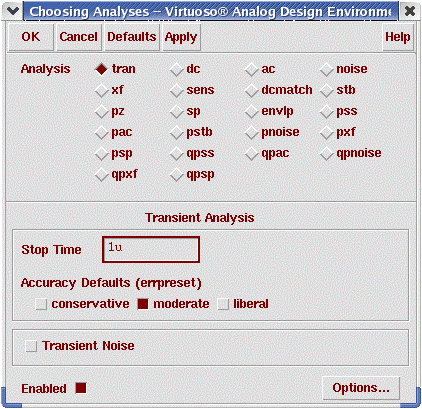 Choosing Analyses -- Virtuoso® Analog Design Environme
OK Cancel Defaults Apply Help
Analysis tran dc ac noise
xf sens dcmatch stb
pz sp envlp pss
pac pstb pnoise pxf
psp qpss qpac qpnoise
qpxf qpsp
Transient Analysis
Stop Time 1u
Accuracy Defaults (errpreset)
conservative moderate liberal
Transient Noise
Enabled Options...